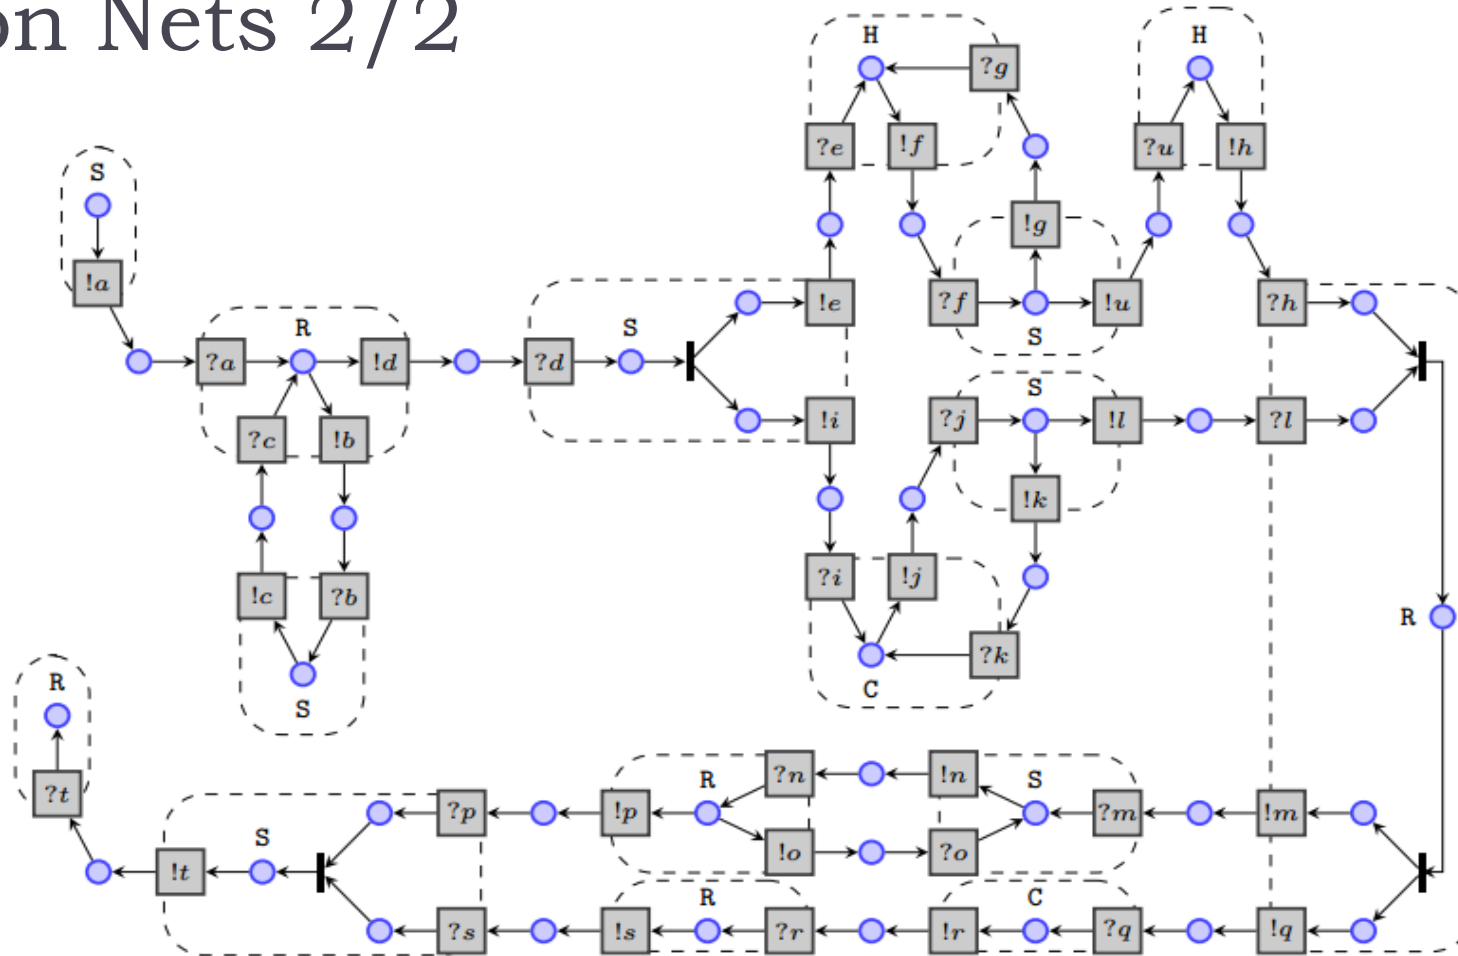 on Nets 2/2
H H
?g
?e !f ?u !h
S
!g
!a
!e ?f !u ?h
S
R S
?a !d ?d
S
?c !b !i ?j !l ?l
!k
!c ?b ?i !j
R
?k
C
R
S
?t
?n !n
R S
?p !p ?m !m
S
!t !o ?o
R C
?s !s ?r !r ?q !q